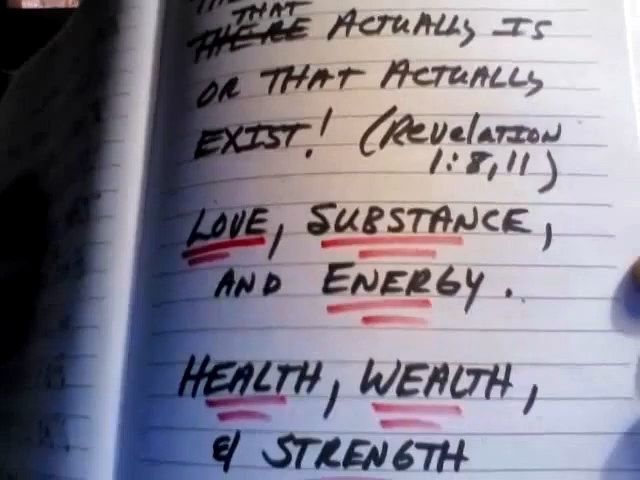 THAT
THERE ACTUALLY IS
OR THAT ACTUALLY
EXIST! (REVELATION
1:8,11)
LOVE, SUBSTANCE,
AND ENERGY.
HEALTH, WEALTH,
& STRENGTH